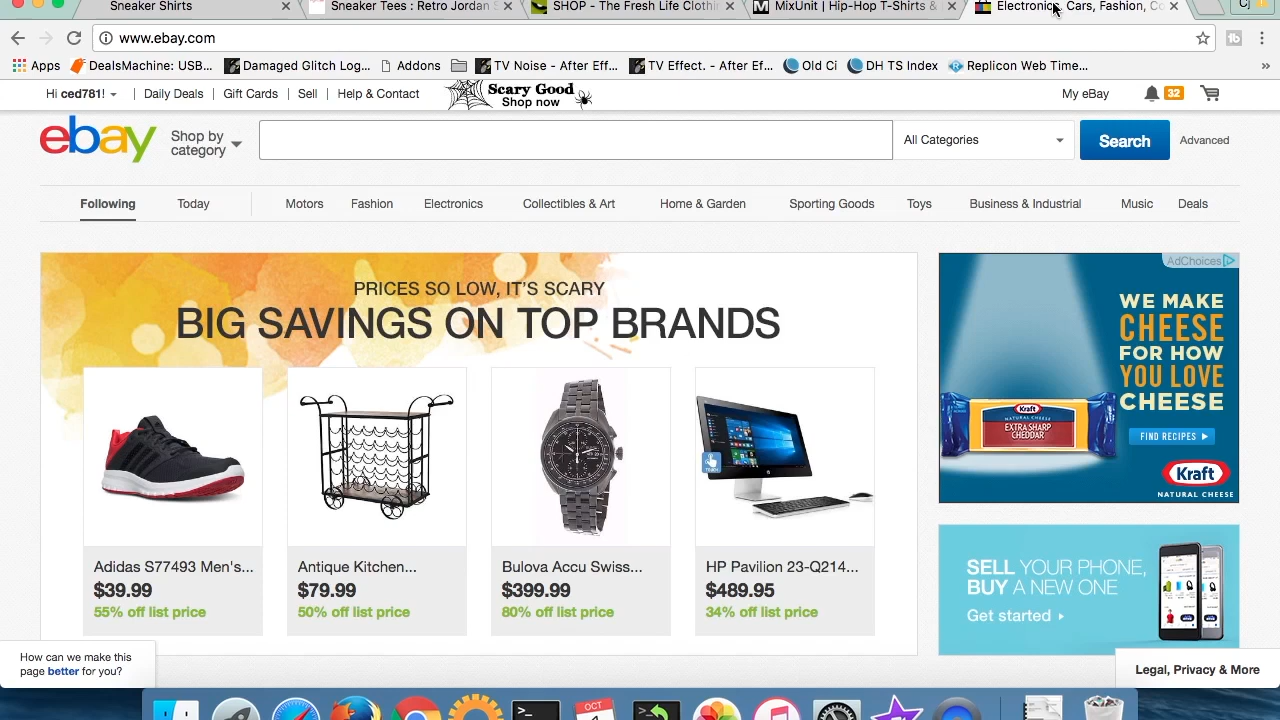 Sneaker Shirts
Sneaker Tees : Retro Jordan S
SHOP - The Fresh Life Clothin
MixUnit | Hip-Hop T-Shirts &
Electronics, Cars, Fashion, Co
www.ebay.com
Apps
DealsMachine: USB...
Damaged Glitch Log...
Addons
TV Noise - After Eff...
TV Effect. - After Ef...
Old Ci
DH TS Index
Replicon Web Time...
»
Hi ced781!
Daily Deals
Gift Cards
Sell
Help & Contact
Scary Good
Shop now
My eBay
32
ebay
Shop by
category
All Categories
Search
Advanced
Following
Today
Motors
Fashion
Electronics
Collectibles & Art
Home & Garden
Sporting Goods
Toys
Business & Industrial
Music
Deals
PRICES SO LOW, IT'S SCARY
BIG SAVINGS ON TOP BRANDS
Adidas S77493 Men's...
$39.99
55% off list price
Antique Kitchen...
$79.99
50% off list price
Bulova Accu Swiss...
$399.99
80% off list price
HP Pavilion 23-Q214...
$489.95
34% off list price
TOUCH
AdChoices
WE MAKE
CHEESE
FOR HOW
YOU LOVE
CHEESE
FIND RECIPES
Kraft
NATURAL CHEESE
EXTRA SHARP
CHEDDAR
Kraft
NATURAL CHEESE
SELL YOUR PHONE,
BUY A NEW ONE
Get started
How can we make this
page better for you?
Legal, Privacy & More
OCT